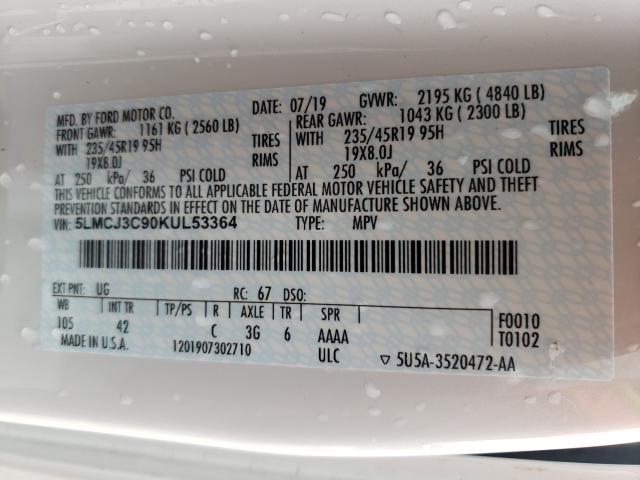 MFD. BY FORD MOTOR CO. DATE: 07/19 GVWR: 2195 KG ( 4840 LB)
FRONT GAWR: 1161 KG ( 2560 LB) REAR GAWR: 1043 KG ( 2300 LB)
WITH 235/45R19 95H TIRES WITH 235/45R19 95H TIRES
19X8.0J RIMS 19X8.0J RIMS
AT 250 kPa/ 36 PSI COLD AT 250 kPa/ 36 PSI COLD
THIS VEHICLE CONFORMS TO ALL APPLICABLE FEDERAL MOTOR VEHICLE SAFETY AND THEFT
PREVENTION STANDARDS IN EFFECT ON THE DATE OF MANUFACTURE SHOWN ABOVE.
VIN: 5LMCJ3C90KUL53364 TYPE: MPV
EXT PNT: UG RC: 67 DSO:
WB INT TR TP/PS R AXLE TR SPR
105 42 C 3G 6 AAAA F0010
MADE IN U.S.A. 1201907302710 ULC T0102
▽ 5U5A-3520472-AA